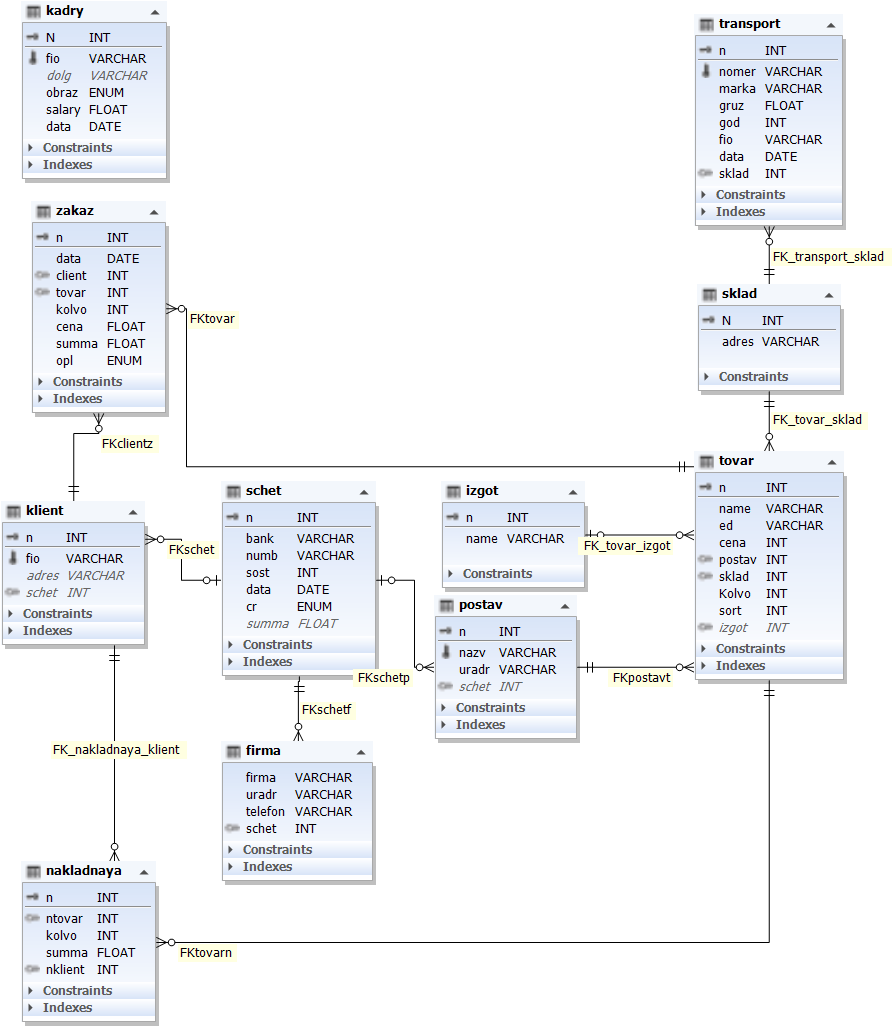 kadry
N INT
fio VARCHAR
dolg VARCHAR
obraz ENUM
salary FLOAT
data DATE
Constraints
Indexes
transport
n INT
nomer VARCHAR
marka VARCHAR
gruz FLOAT
god INT
fio VARCHAR
data DATE
sklad INT
Constraints
Indexes
zakaz
n INT
data DATE
client INT
tovar INT
kolvo INT
cena FLOAT
summa FLOAT
opl ENUM
Constraints
Indexes
FK_transport_sklad
sklad
N INT
adres VARCHAR
Constraints
FKtovar
FKclientz
FK_tovar_sklad
klient
n INT
fio VARCHAR
adres VARCHAR
schet INT
Constraints
Indexes
FKschet
schet
n INT
bank VARCHAR
numb VARCHAR
sost INT
data DATE
cr ENUM
summa FLOAT
Constraints
Indexes
izgot
n INT
name VARCHAR
Constraints
FK_tovar_izgot
tovar
n INT
name VARCHAR
ed VARCHAR
cena INT
postav INT
sklad INT
Kolvo INT
sort INT
izgot INT
Constraints
Indexes
postav
n INT
nazv VARCHAR
uradr VARCHAR
schet INT
Constraints
Indexes
FKschetp
FKpostavt
FKschetf
FK_nakladnaya_klient
firma
firma VARCHAR
uradr VARCHAR
telefon VARCHAR
schet INT
Constraints
Indexes
nakladnaya
n INT
ntovar INT
kolvo INT
summa FLOAT
nklient INT
Constraints
Indexes
FKtovarn